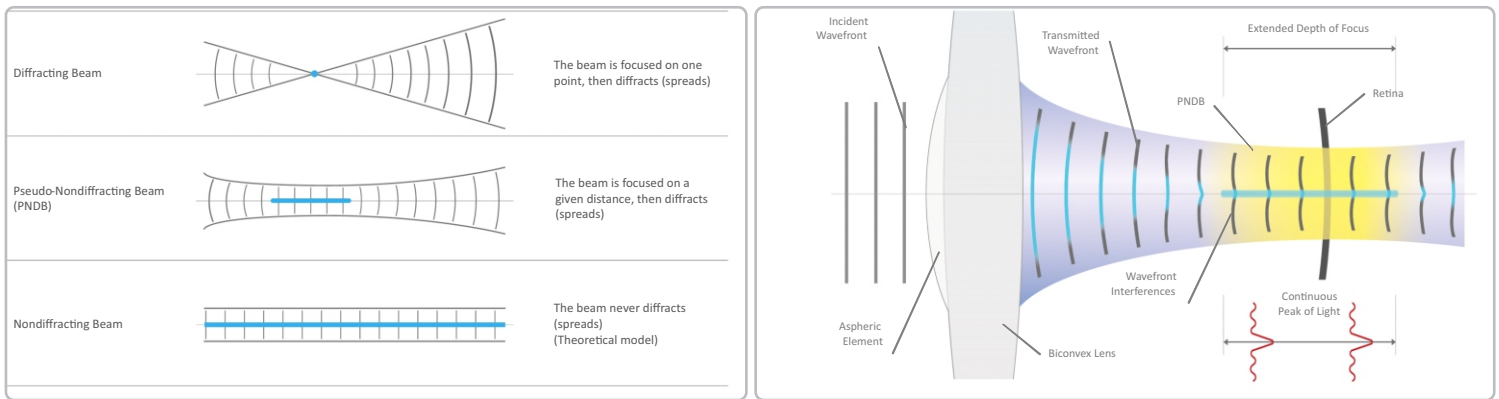 Diffracting Beam
The beam is focused on one
point, then diffracts (spreads)
Pseudo-Nondiffracting Beam
(PNDB)
The beam is focused on a
given distance, then diffracts
(spreads)
Nondiffracting Beam
The beam never diffracts
(spreads)
(Theoretical model)
Incident
Wavefront
Transmitted
Wavefront
Extended Depth of Focus
PNDB
Retina
Wavefront
Interferences
Continuous
Peak of Light
Aspheric
Element
Biconvex Lens